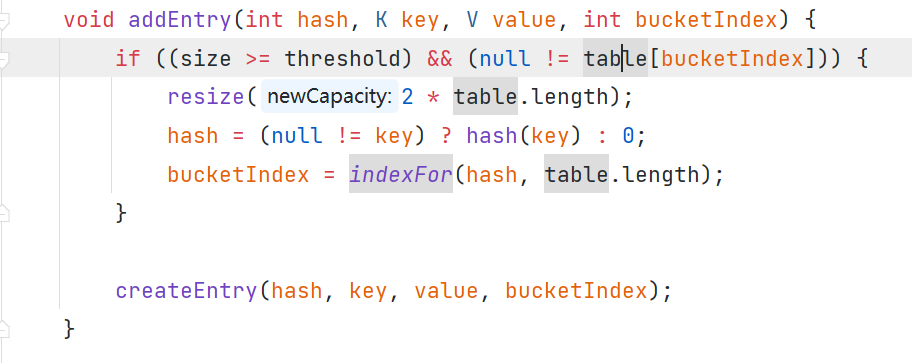 void addEntry(int hash, K key, V value, int bucketIndex) {
if ((size >= threshold) && (null != table[bucketIndex])) {
resize( newCapacity: 2 * table.length);
hash = (null != key) ? hash(key) : 0;
bucketIndex = indexFor(hash, table.length);
}
createEntry(hash, key, value, bucketIndex);
}